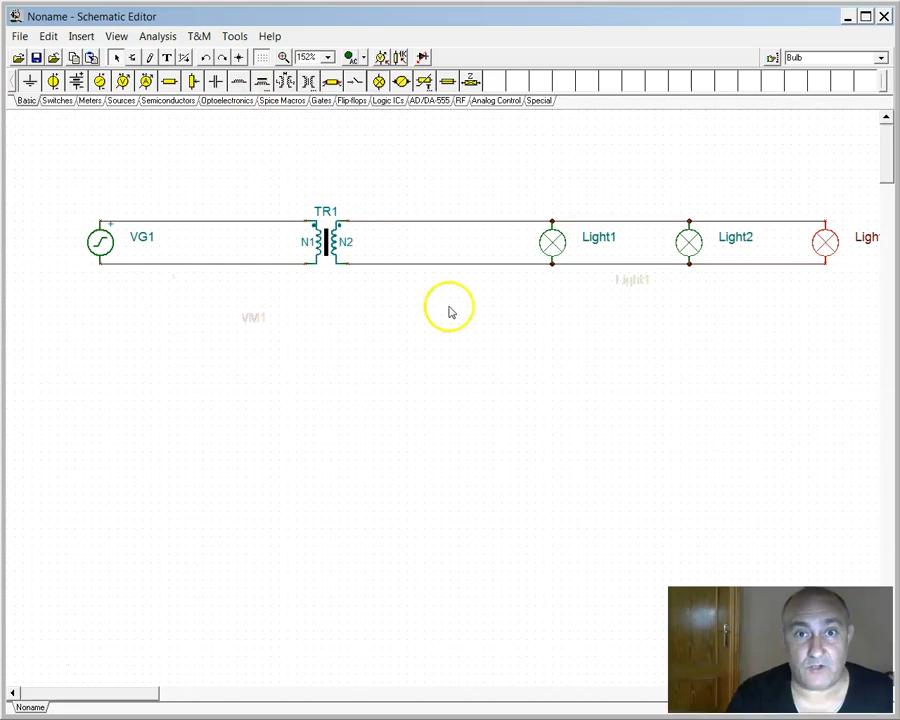 Noname - Schematic Editor
File Edit Insert View Analysis T&M Tools Help
152% AC Bulb
Basic Switches Meters Sources Semiconductors Optoelectronics Spice Macros Gates Flip-flops Logic ICs AD/DA-555 RF Analog Control Special
TR1
VG1 N1 N2 Light1 Light2 Light
Light1
VM1
Noname